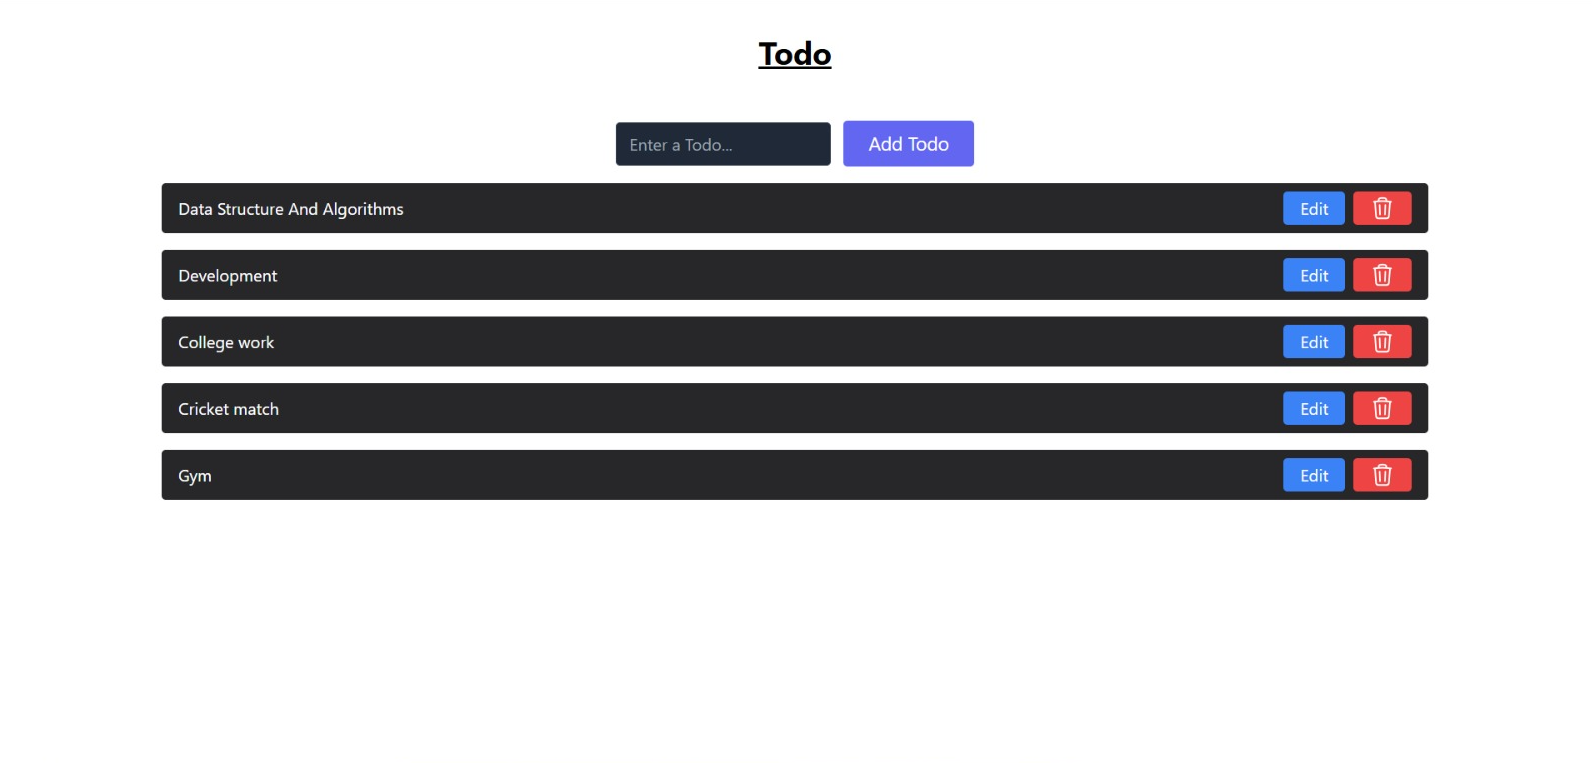 Todo
Enter a Todo... Add Todo
Data Structure And Algorithms Edit
Development Edit
College work Edit
Cricket match Edit
Gym Edit